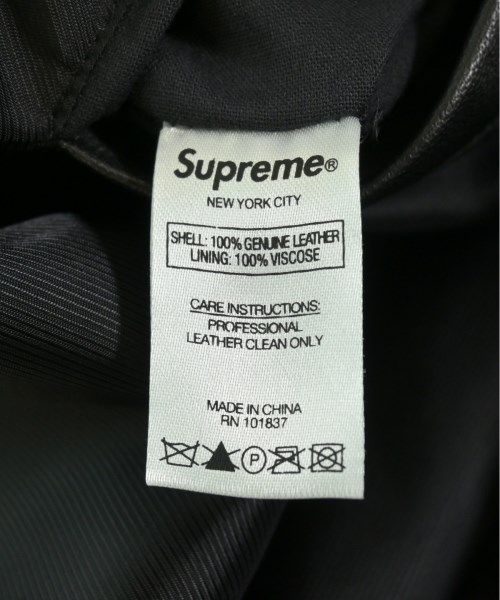 Supreme®
NEW YORK CITY
SHELL: 100% GENUINE LEATHER
LINING: 100% VISCOSE
CARE INSTRUCTIONS:
PROFESSIONAL
LEATHER CLEAN ONLY
MADE IN CHINA
RN 101837
P